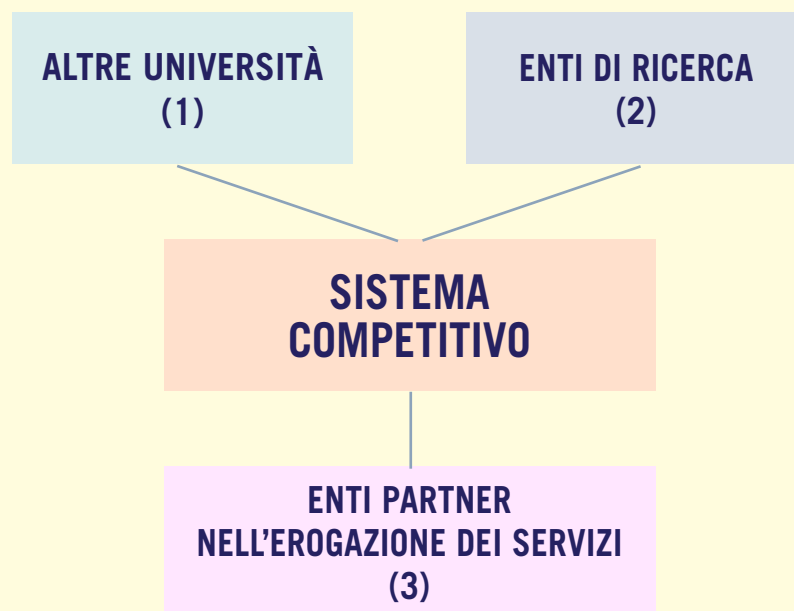 ALTRE UNIVERSITÀ
(1)
ENTI DI RICERCA
(2)
SISTEMA
COMPETITIVO
ENTI PARTNER
NELL’EROGAZIONE DEI SERVIZI
(3)